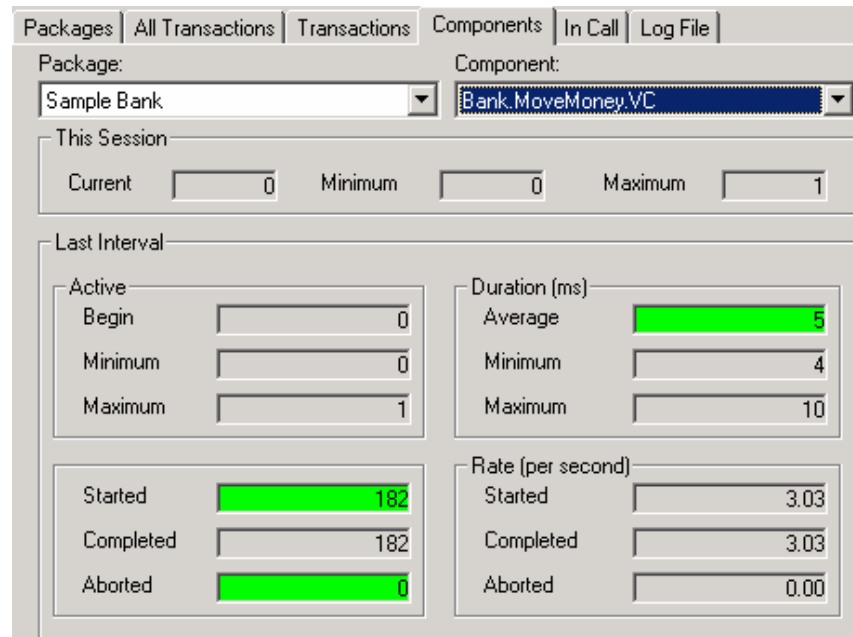 Packages All Transactions Transactions Components In Call Log File
Package: Component:
Sample Bank Bank.MoveMoney.VC
This Session
Current 0 Minimum 0 Maximum 1
Last Interval
Active
Begin 0
Minimum 0
Maximum 1
Duration (ms)
Average 5
Minimum 4
Maximum 10
Started 182
Completed 182
Aborted 0
Rate (per second)
Started 3.03
Completed 3.03
Aborted 0.00